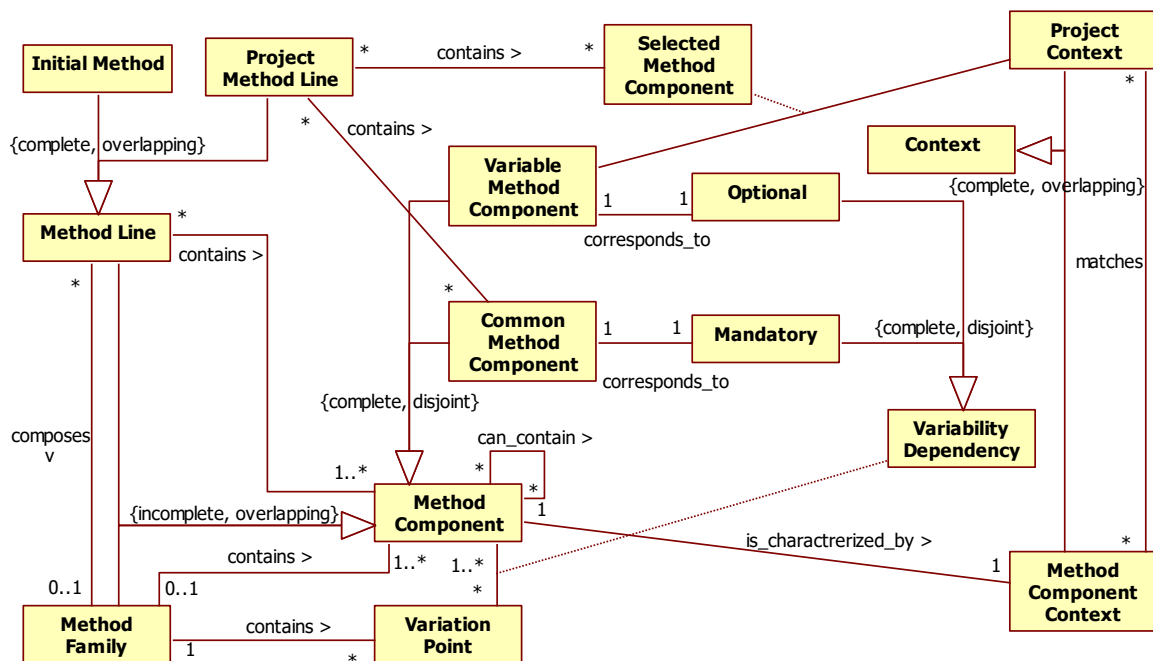 Initial Method
Project
Method Line
*
contains >
*
Selected
Method
Component
Project
Context
*
*
contains >
{complete, overlapping}
Variable
Method
Component
1
1
corresponds_to
Optional
Context
{complete, overlapping}
Method Line
*
contains >
*
matches
*
Common
Method
Component
1
1
corresponds_to
Mandatory
{complete, disjoint}
{complete, disjoint}
Variability
Dependency
composes
v
can_contain >
*
*
1..*
Method
Component
1
{incomplete, overlapping}
is_charactrerized_by >
*
1
Method
Component
Context
contains >
1..*
1..*
0..1
0..1
*
Method
Family
contains >
1
*
Variation
Point